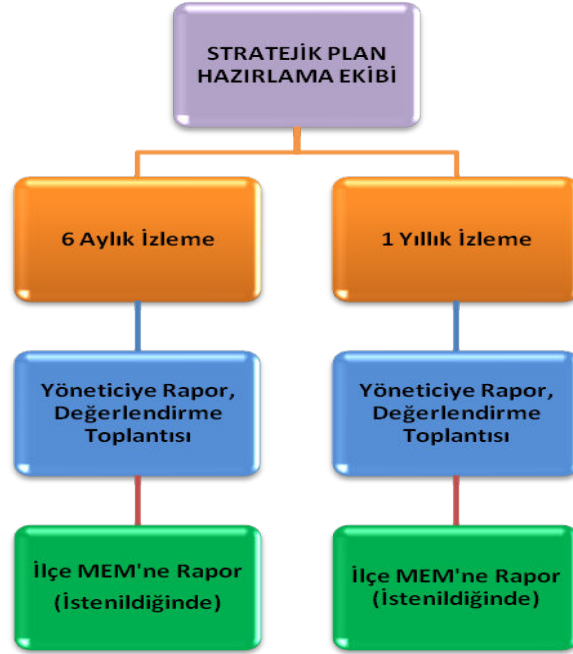 STRATEJİK PLAN
HAZIRLAMA EKİBİ
6 Aylık İzleme
1 Yıllık İzleme
Yöneticiye Rapor,
Değerlendirme
Toplantısı
Yöneticiye Rapor,
Değerlendirme
Toplantısı
İlçe MEM'ne Rapor
(İstenildiğinde)
İlçe MEM'ne Rapor
(İstenildiğinde)